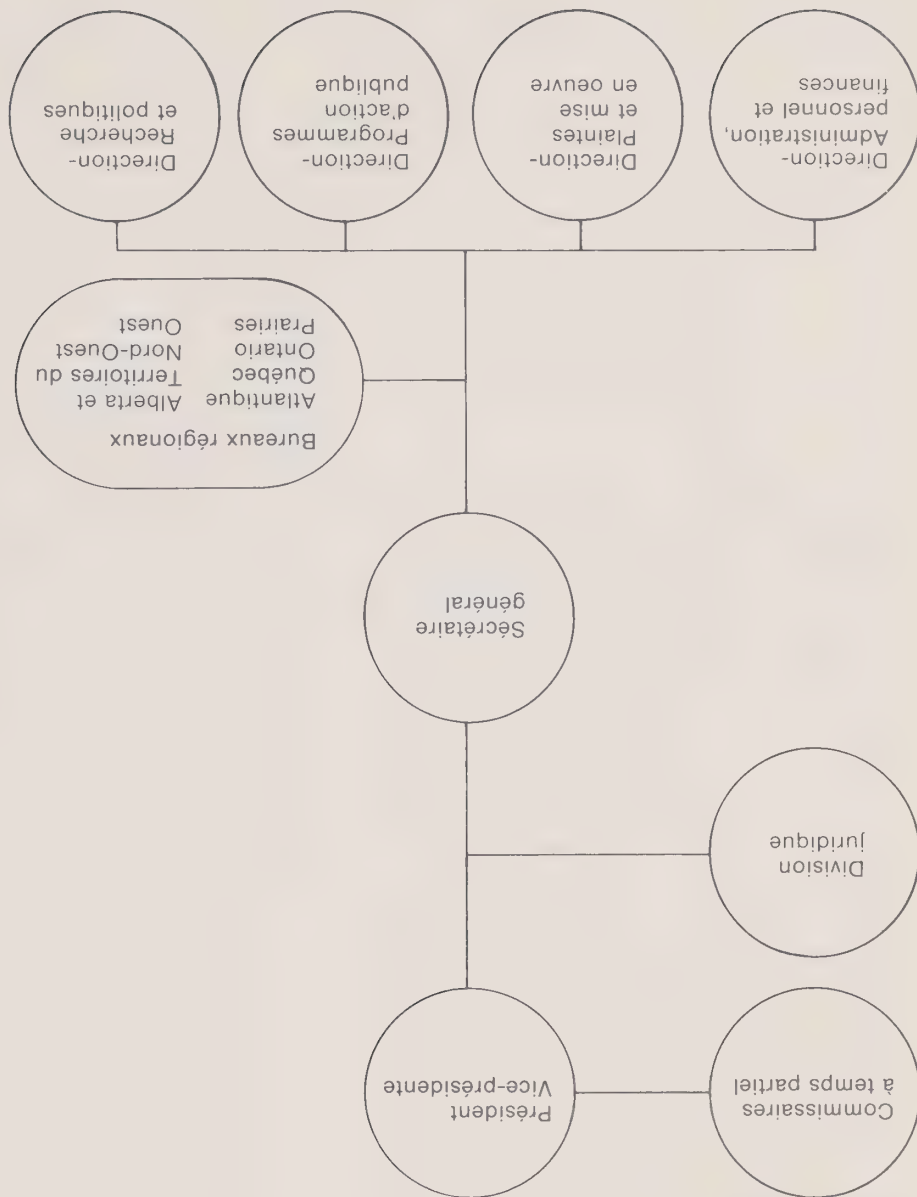 Commissaires
à temps partiel
Président
Vice-présidente
Division
juridique
Sécrétaire
général
Bureaux régionaux
Atlantique
Québec
Ontario
Prairies
Alberta et
Territoires du
Nord-Ouest
Ouest
Direction-
Administration,
personnel et
finances
Direction-
Plaintes
et mise
en oeuvre
Direction-
Programmes
d'action
publique
Direction-
Recherche
et politiques